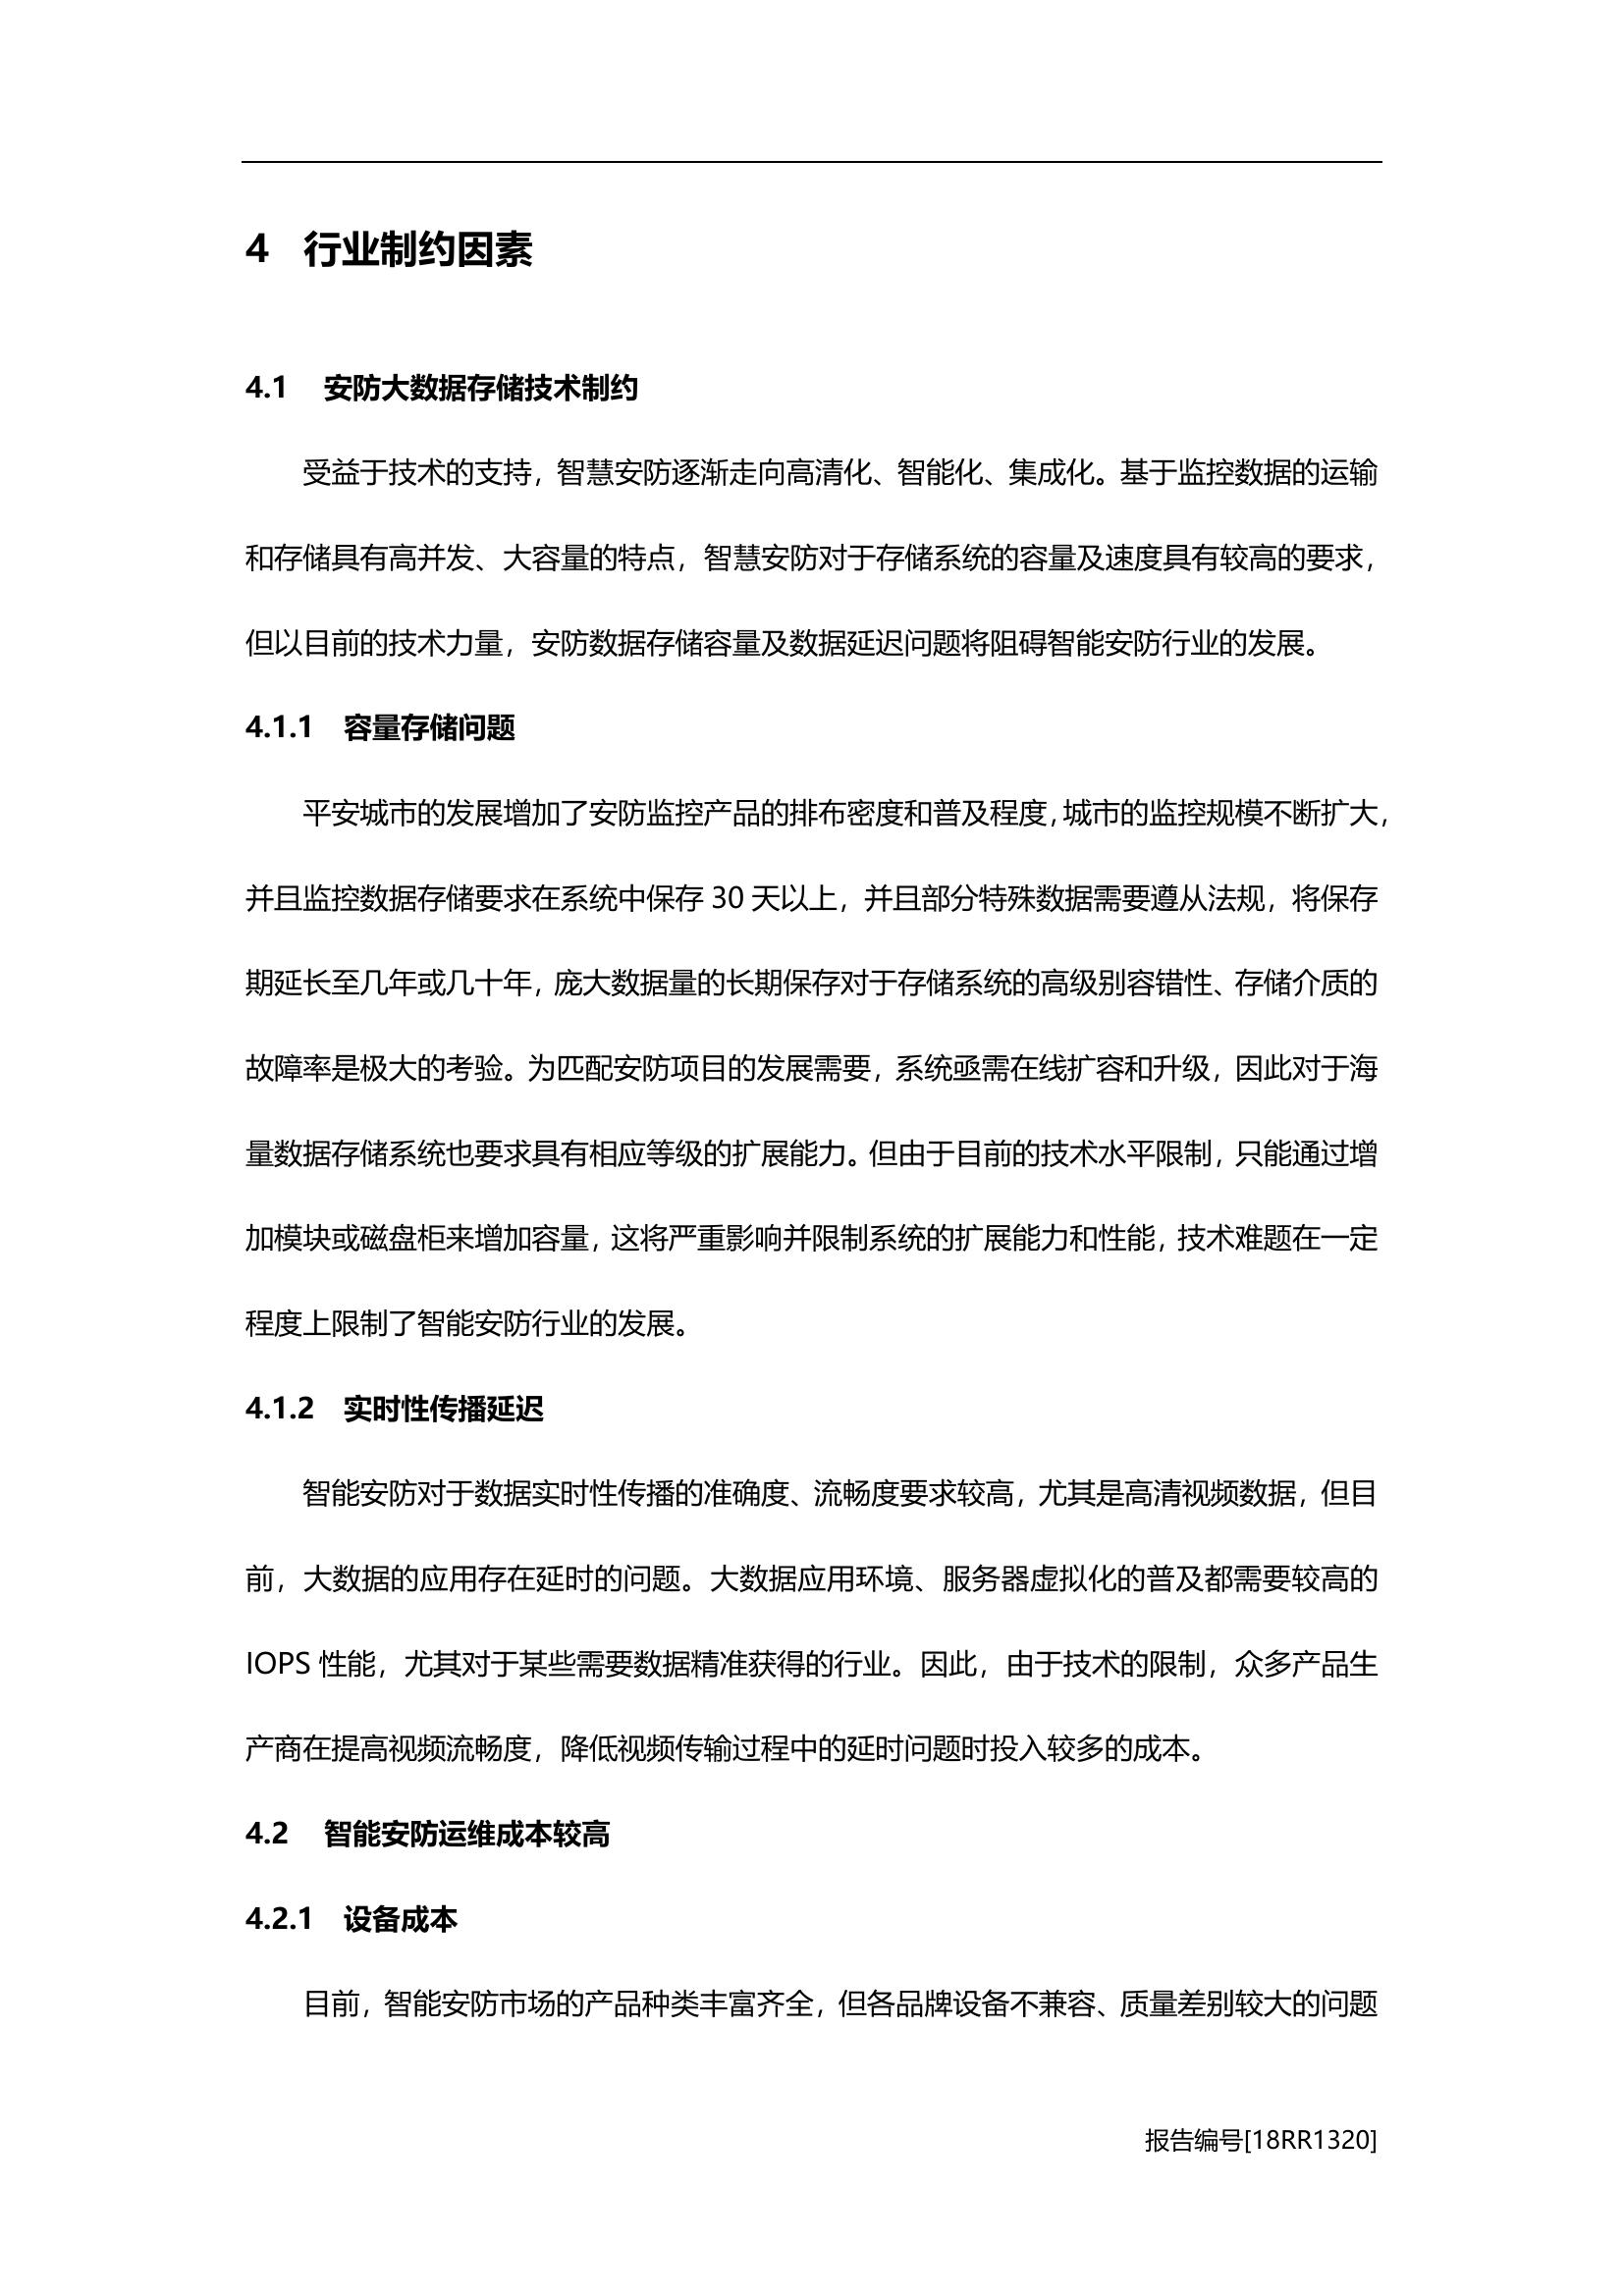 4 行业制约因素
4.1 安防大数据存储技术制约
受益于技术的支持，智慧安防逐渐走向高清化、智能化、集成化。基于监控数据的运输
和存储具有高并发、大容量的特点，智慧安防对于存储系统的容量及速度具有较高的要求，
但以目前的技术力量，安防数据存储容量及数据延迟问题将阻碍智能安防行业的发展。
4.1.1 容量存储问题
平安城市的发展增加了安防监控产品的排布密度和普及程度，城市的监控规模不断扩大，
并且监控数据存储要求在系统中保存 30 天以上，并且部分特殊数据需要遵从法规，将保存
期延长至几年或几十年，庞大数据量的长期保存对于存储系统的高级别容错性、存储介质的
故障率是极大的考验。为匹配安防项目的发展需要，系统亟需在线扩容和升级，因此对于海
量数据存储系统也要求具有相应等级的扩展能力。但由于目前的技术水平限制，只能通过增
加模块或磁盘柜来增加容量，这将严重影响并限制系统的扩展能力和性能，技术难题在一定
程度上限制了智能安防行业的发展。
4.1.2 实时性传播延迟
智能安防对于数据实时性传播的准确度、流畅度要求较高，尤其是高清视频数据，但目
前，大数据的应用存在延时的问题。大数据应用环境、服务器虚拟化的普及都需要较高的
IOPS 性能，尤其对于某些需要数据精准获得的行业。因此，由于技术的限制，众多产品生
产商在提高视频流畅度，降低视频传输过程中的延时问题时投入较多的成本。
4.2 智能安防运维成本较高
4.2.1 设备成本
目前，智能安防市场的产品种类丰富齐全，但各品牌设备不兼容、质量差别较大的问题
报告编号[18RR1320]